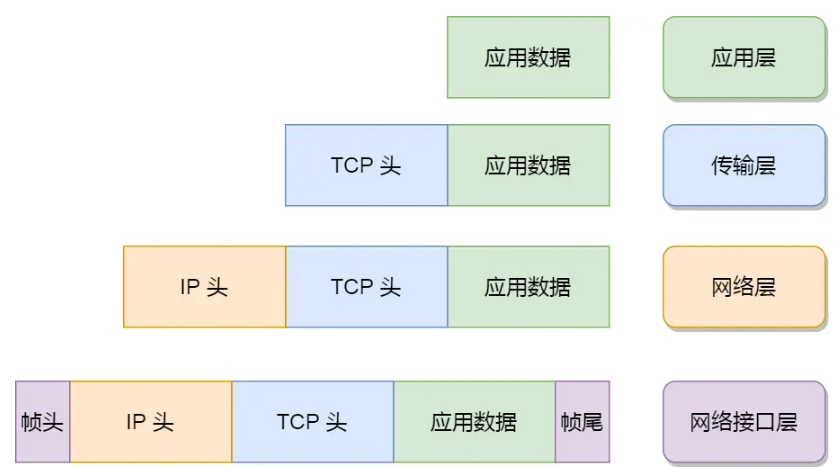 应用数据 应用层
TCP 头 应用数据 传输层
IP 头 TCP 头 应用数据 网络层
帧头 IP 头 TCP 头 应用数据 帧尾 网络接口层